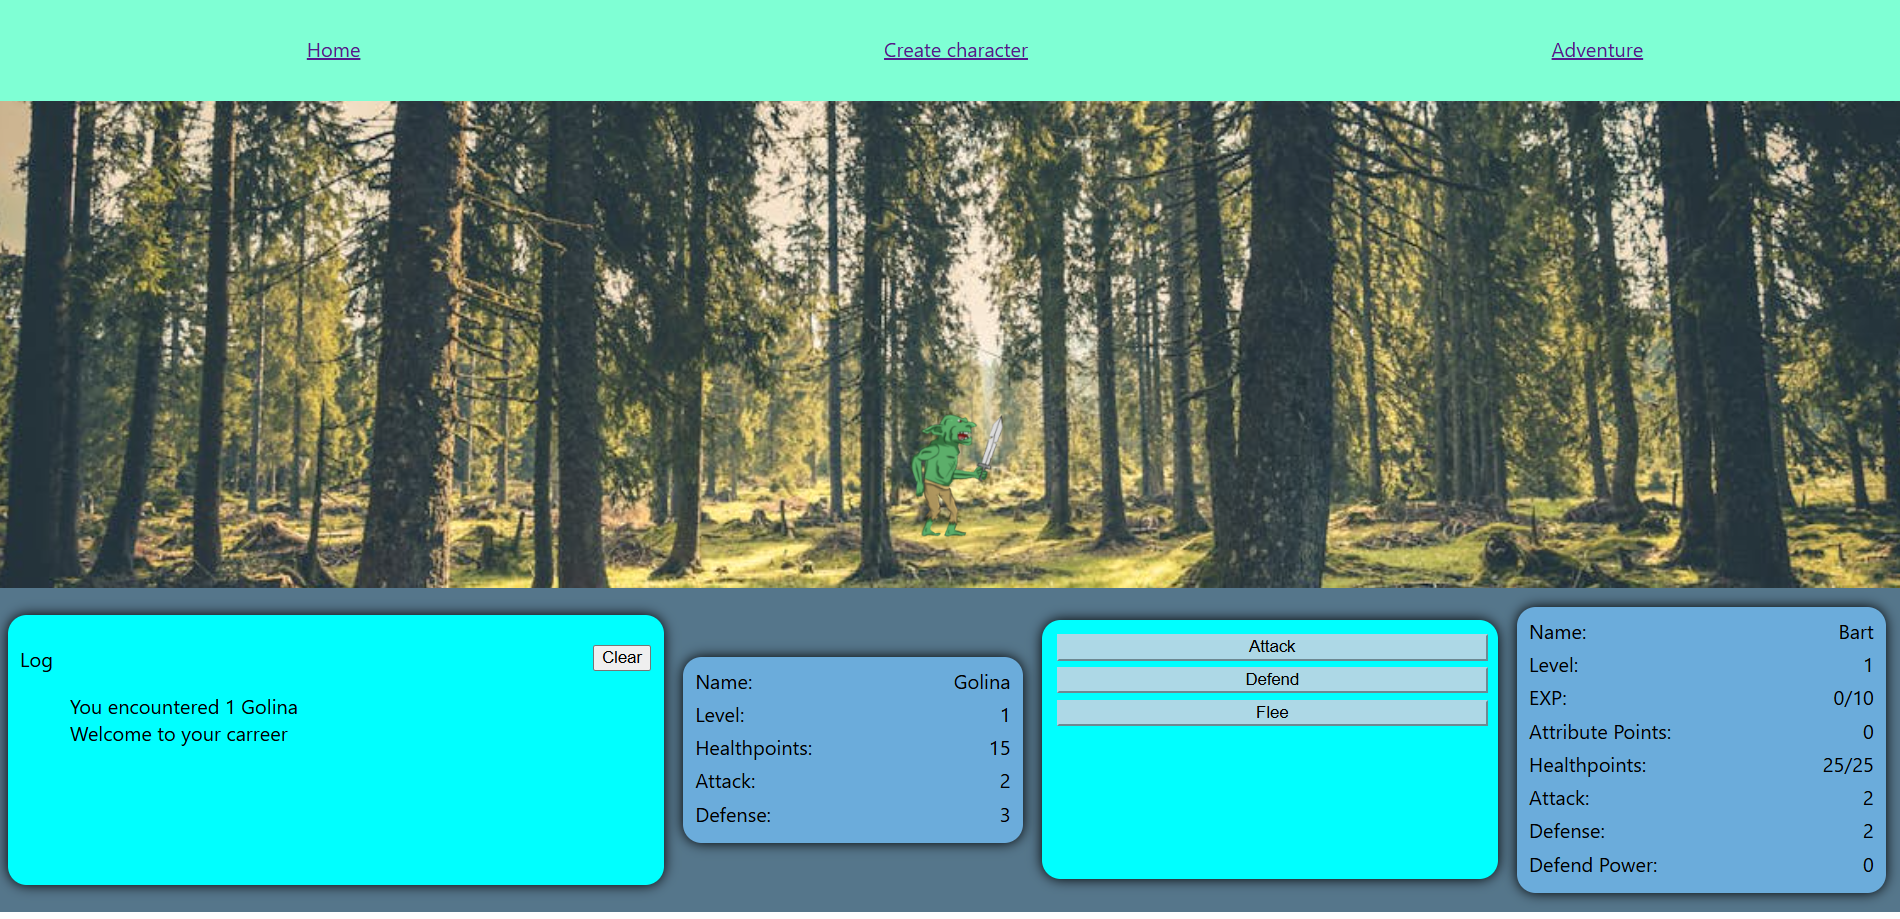 Home
Create character
Adventure
Log
Clear
You encountered 1 Golina
Welcome to your carreer
Name: Golina
Level: 1
Healthpoints: 15
Attack: 2
Defense: 3
Attack
Defend
Flee
Name: Bart
Level: 1
EXP: 0/10
Attribute Points: 0
Healthpoints: 25/25
Attack: 2
Defense: 2
Defend Power: 0